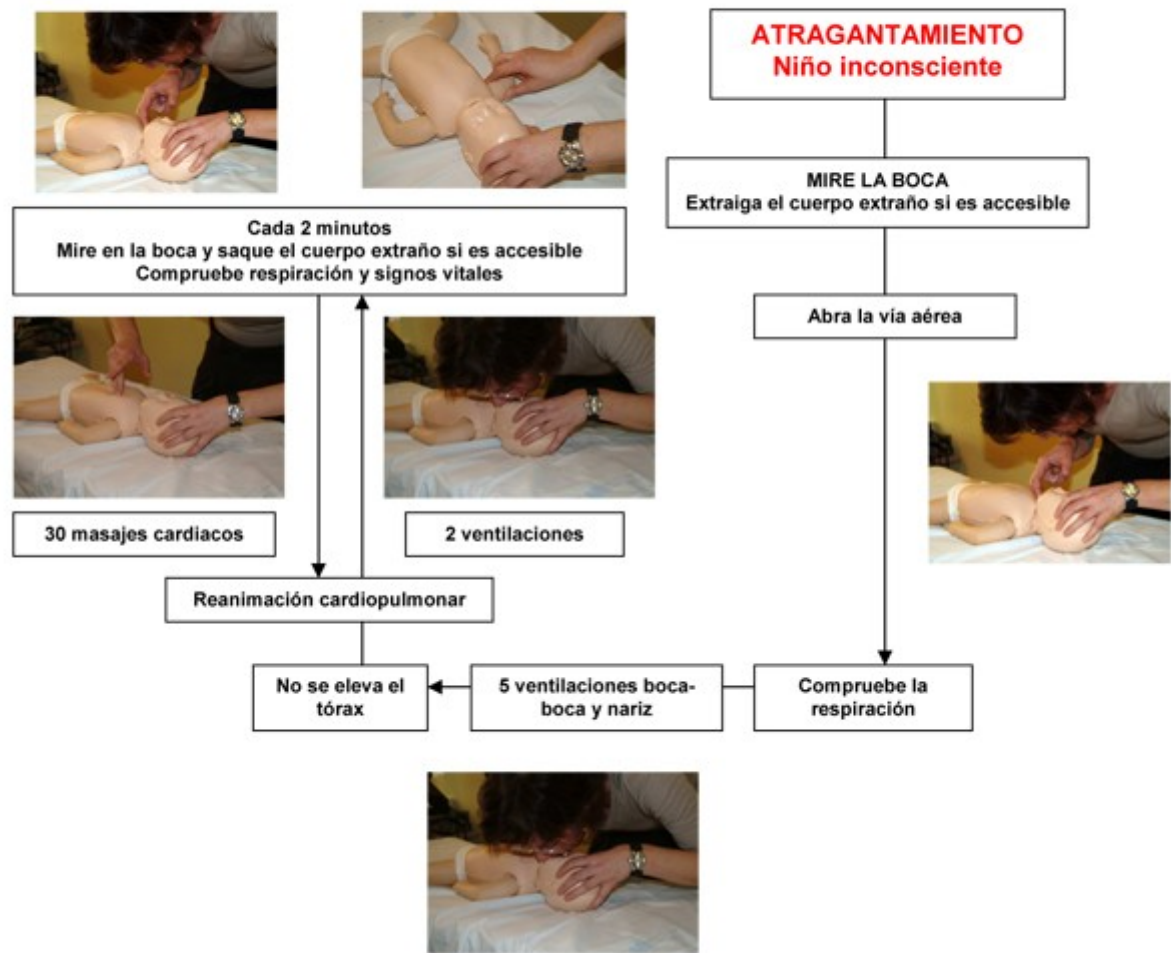 ATRAGANTAMIENTO
Niño inconsciente
MIRE LA BOCA
Extraiga el cuerpo extraño si es accesible
Abra la vía aérea
Compruebe la
respiración
5 ventilaciones boca-
boca y nariz
No se eleva el
tórax
Reanimación cardiopulmonar
30 masajes cardiacos
2 ventilaciones
Cada 2 minutos
Mire en la boca y saque el cuerpo extraño si es accesible
Compruebe respiración y signos vitales